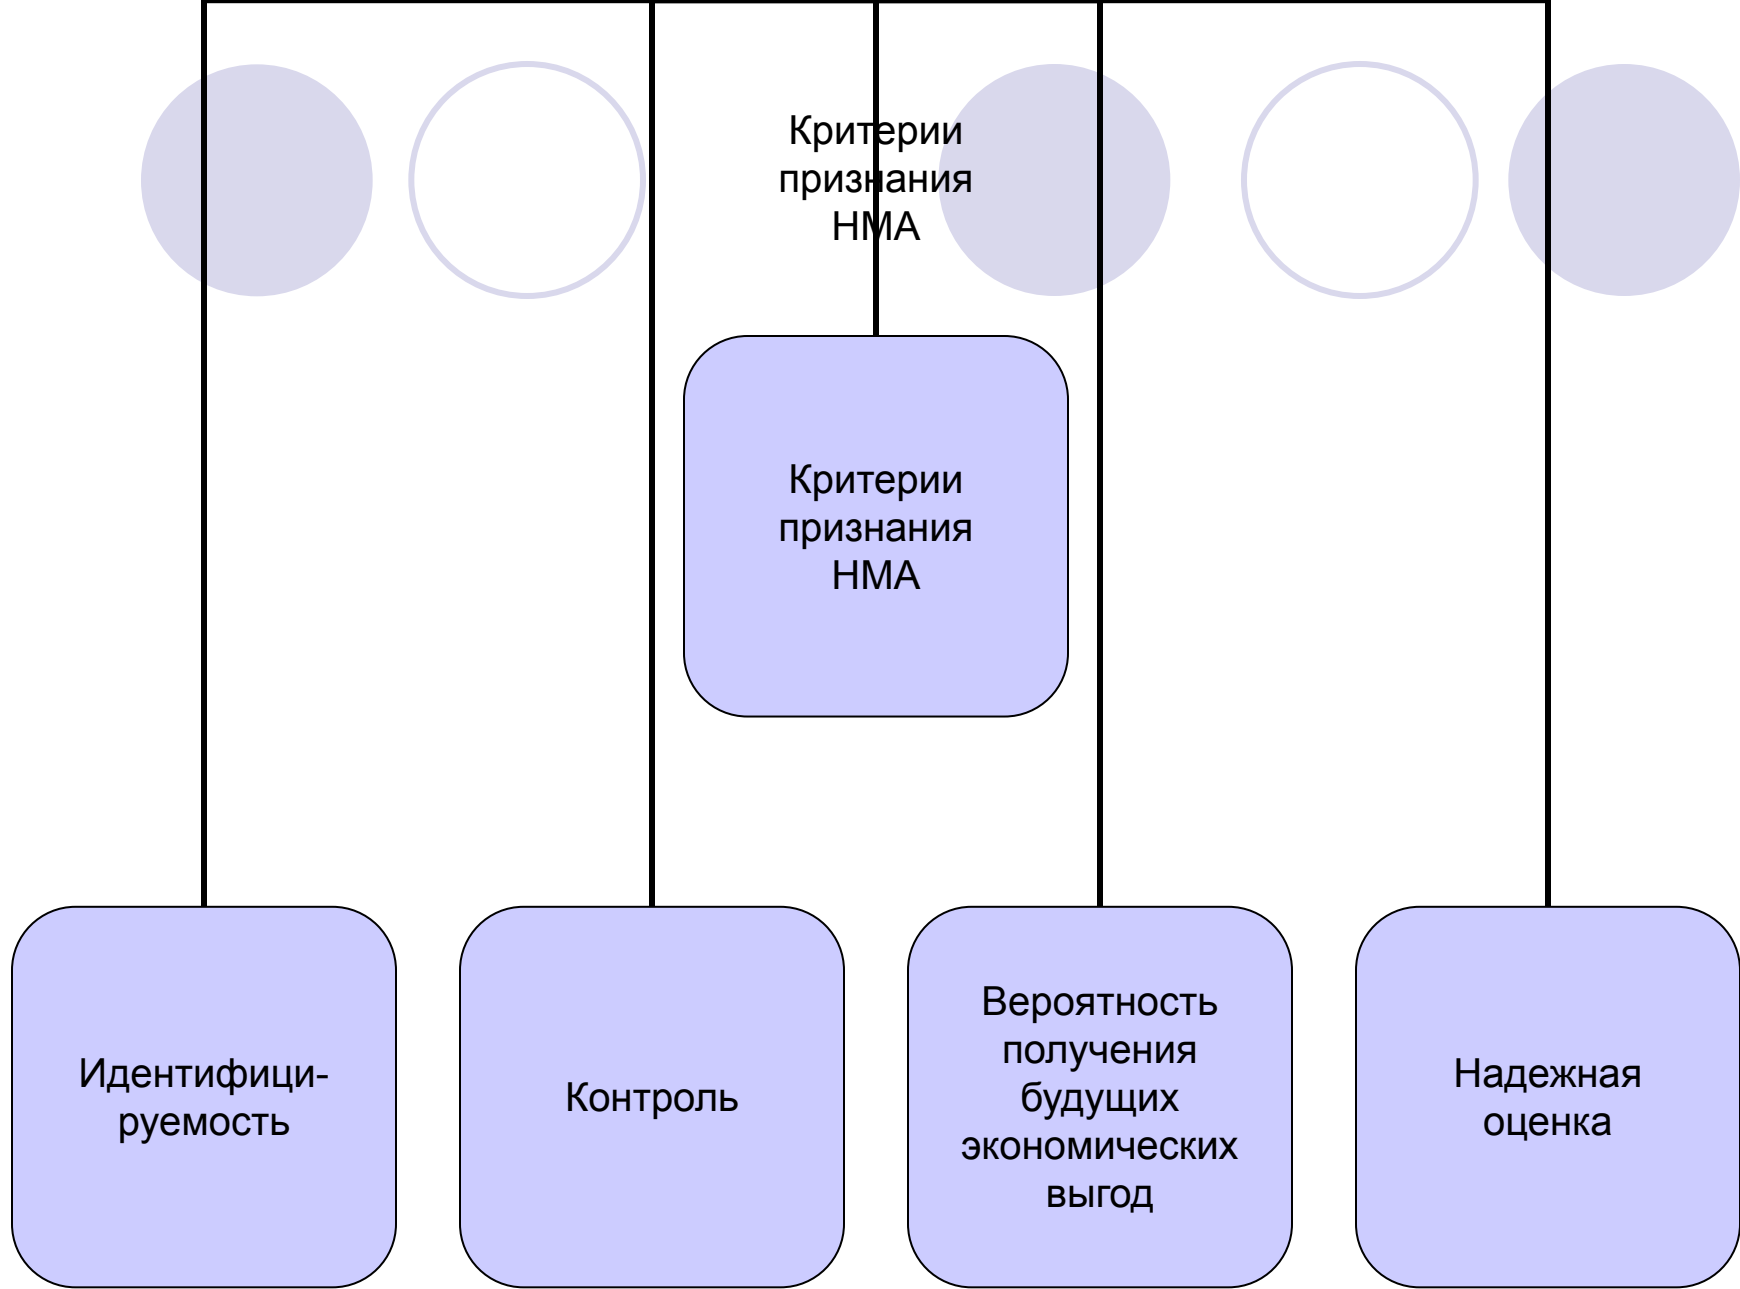 Критерии
признания
НМА
Критерии
признания
НМА
Идентифици-
руемость
Контроль
Вероятность
получения
будущих
экономических
выгод
Надежная
оценка